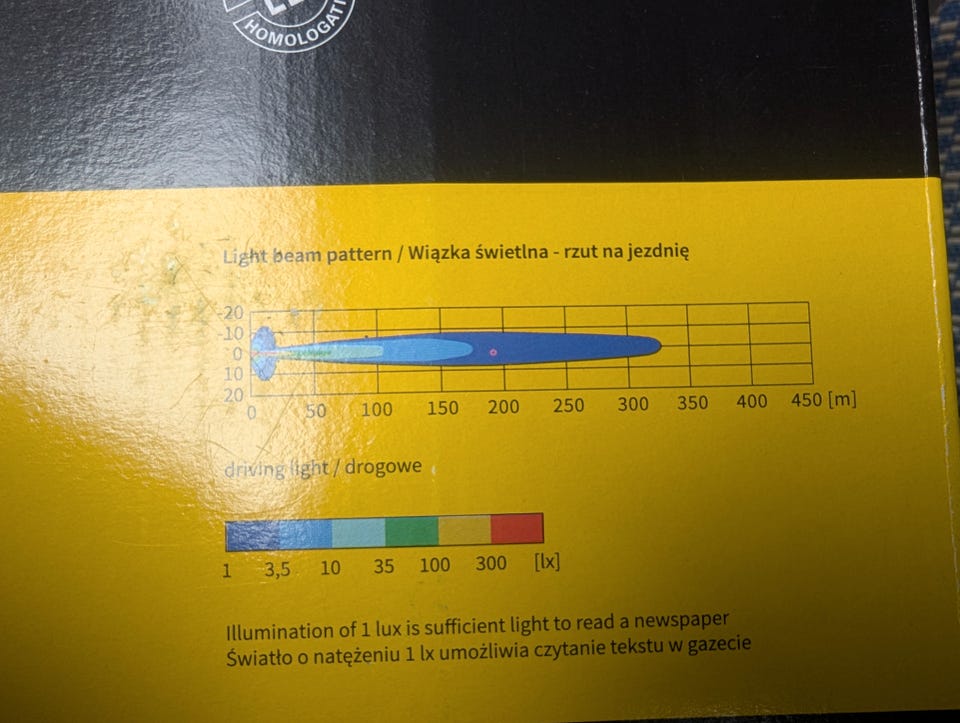 HOMOLOGATI
Light beam pattern / Wiązka świetlna - rzut na jezdnię
-20
-10
0
10
20
0 50 100 150 200 250 300 350 400 450 [m]
driving light / drogowe
1 3,5 10 35 100 300 [lx]
Illumination of 1 lux is sufficient light to read a newspaper
Światło o natężeniu 1 lx umożliwia czytanie tekstu w gazecie